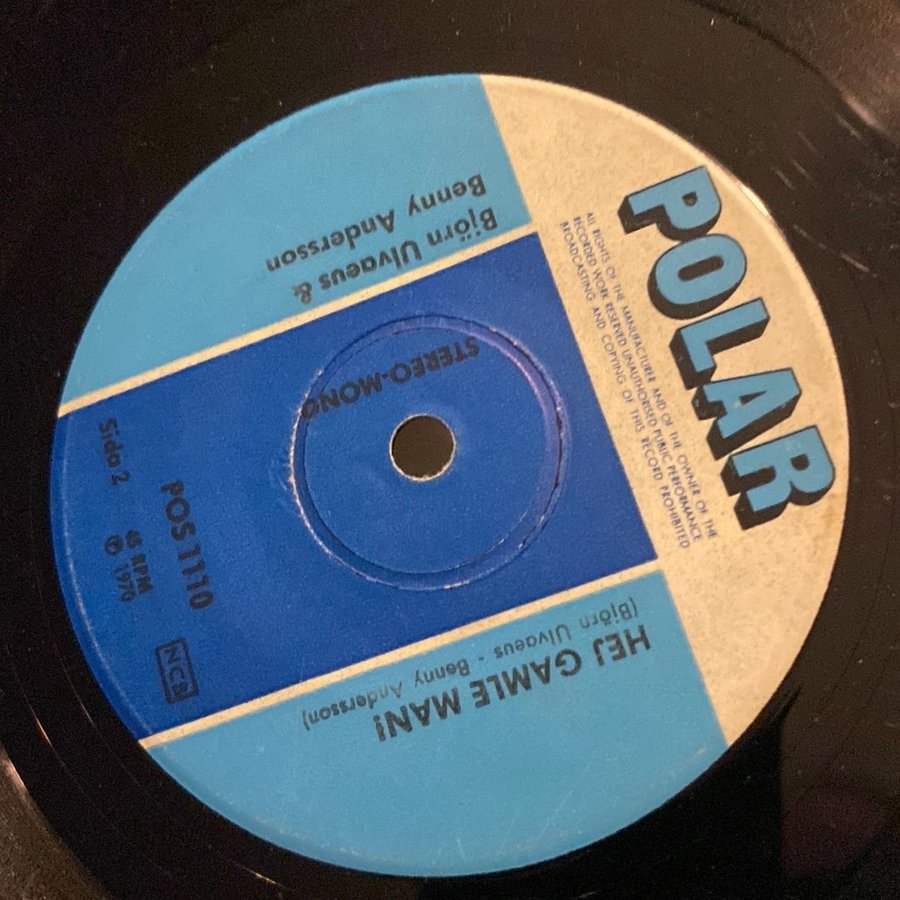 POLAR
ALL RIGHTS OF THE MANUFACTURER AND OF THE OWNER OF THE
RECORDED WORK RESERVED UNAUTHORISED PUBLIC PERFORMANCE
BROADCASTING AND COPYING OF THIS RECORD PROHIBITED
STEREO-MONO
POS 1110
45 RPM
Ⓟ 1970
Sida 2
NCB
HEJ GAMLE MAN!
(Björn Ulvaeus - Benny Andersson)
Björn Ulvaeus &
Benny Andersson